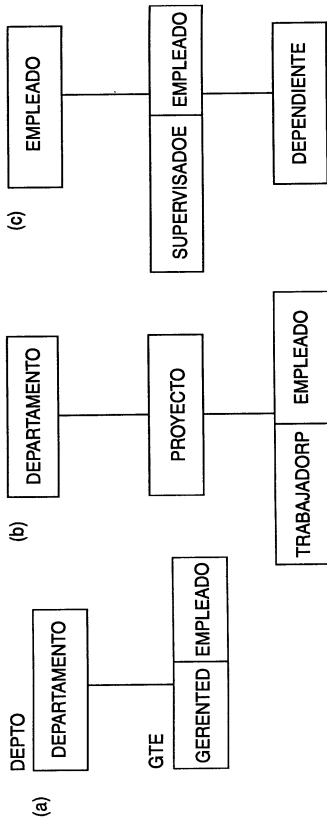 (a)
DEPTO
DEPARTAMENTO
GTE
GERENTED EMPLEADO
(b)
DEPARTAMENTO
PROYECTO
TRABAJADORP EMPLEADO
(c)
EMPLEADO
SUPERVISADOE EMPLEADO
DEPENDIENTE